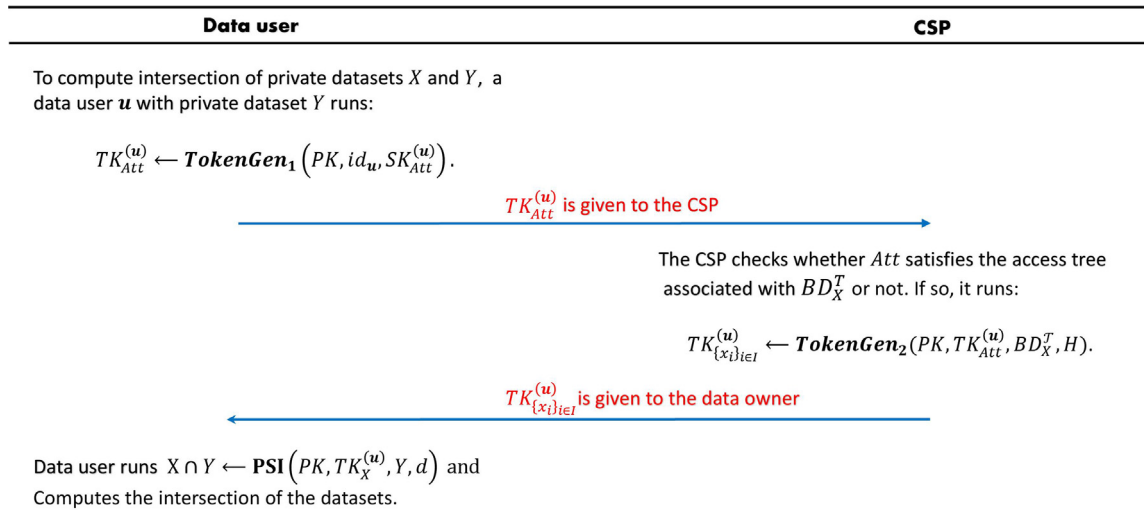 Data user
CSP
To compute intersection of private datasets X and Y, a
data user u with private dataset Y runs:
TK_{Att}^{(u)} ← TokenGen_1 (PK, id_u, SK_{Att}^{(u)}).
TK_{Att}^{(u)} is given to the CSP
The CSP checks whether Att satisfies the access tree
associated with BD_X^T or not. If so, it runs:
TK_{{x_i}_{i∈I}}^{(u)} ← TokenGen_2(PK, TK_{Att}^{(u)}, BD_X^𝒯, H).
TK_{{x_i}_{i∈I}}^{(u)} is given to the data owner
Data user runs X ∩ Y ← PSI (PK, TK_X^{(u)}, Y, d) and
Computes the intersection of the datasets.